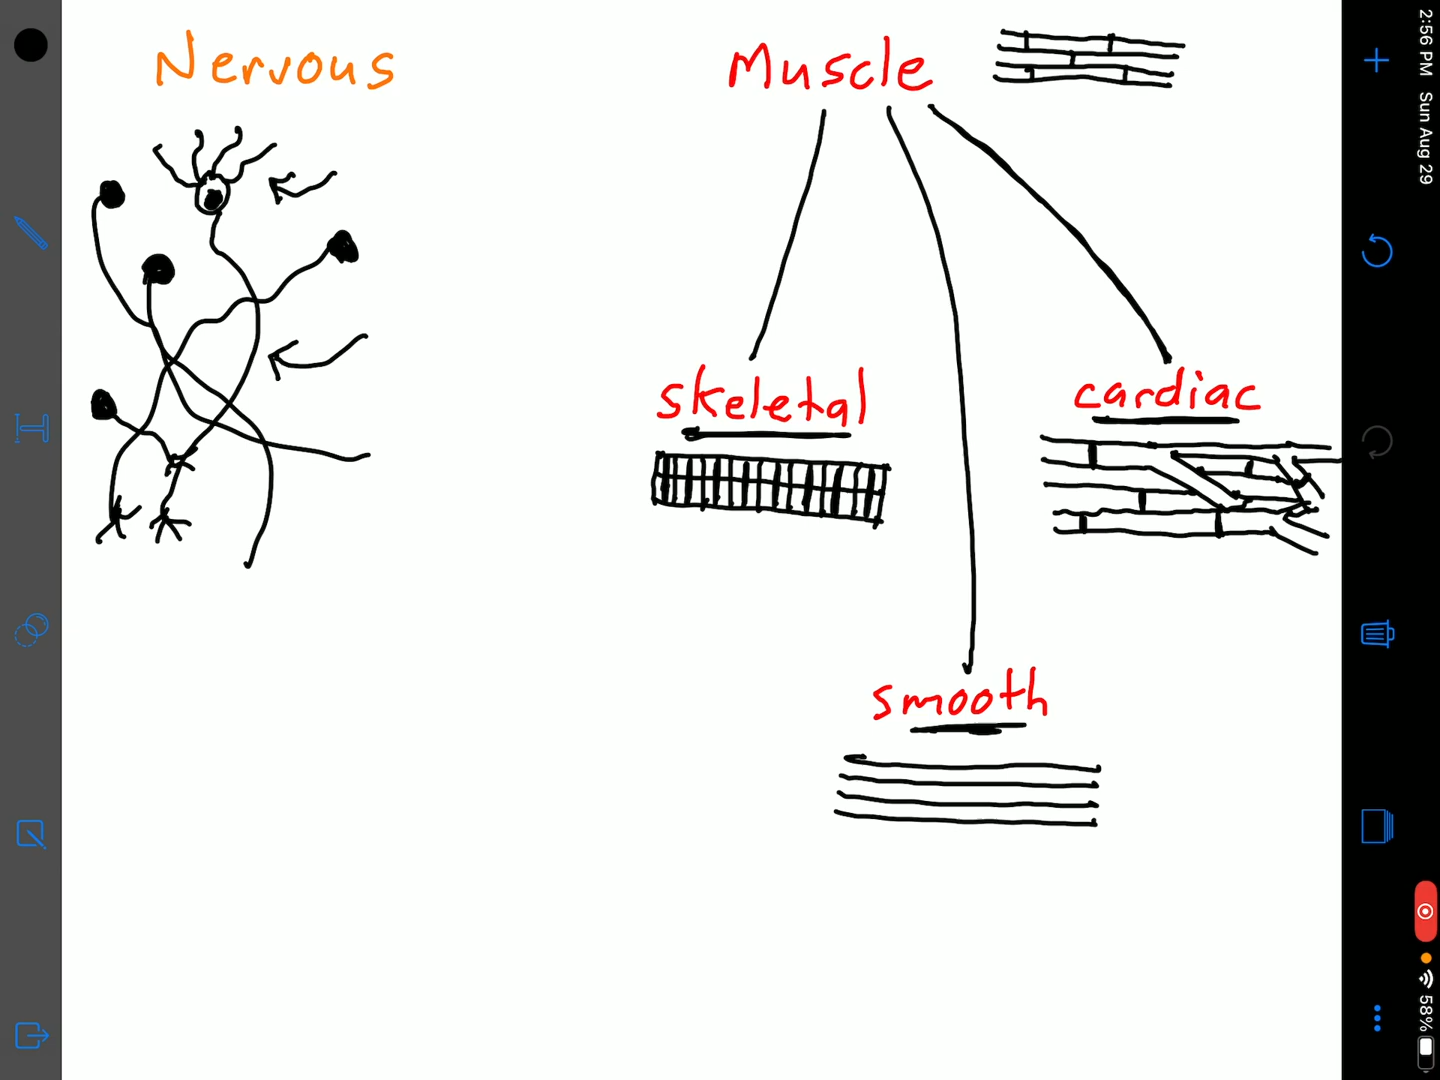 Nervous
Muscle
skeletal
cardiac
smooth
2:56 PM Sun Aug 29
58%